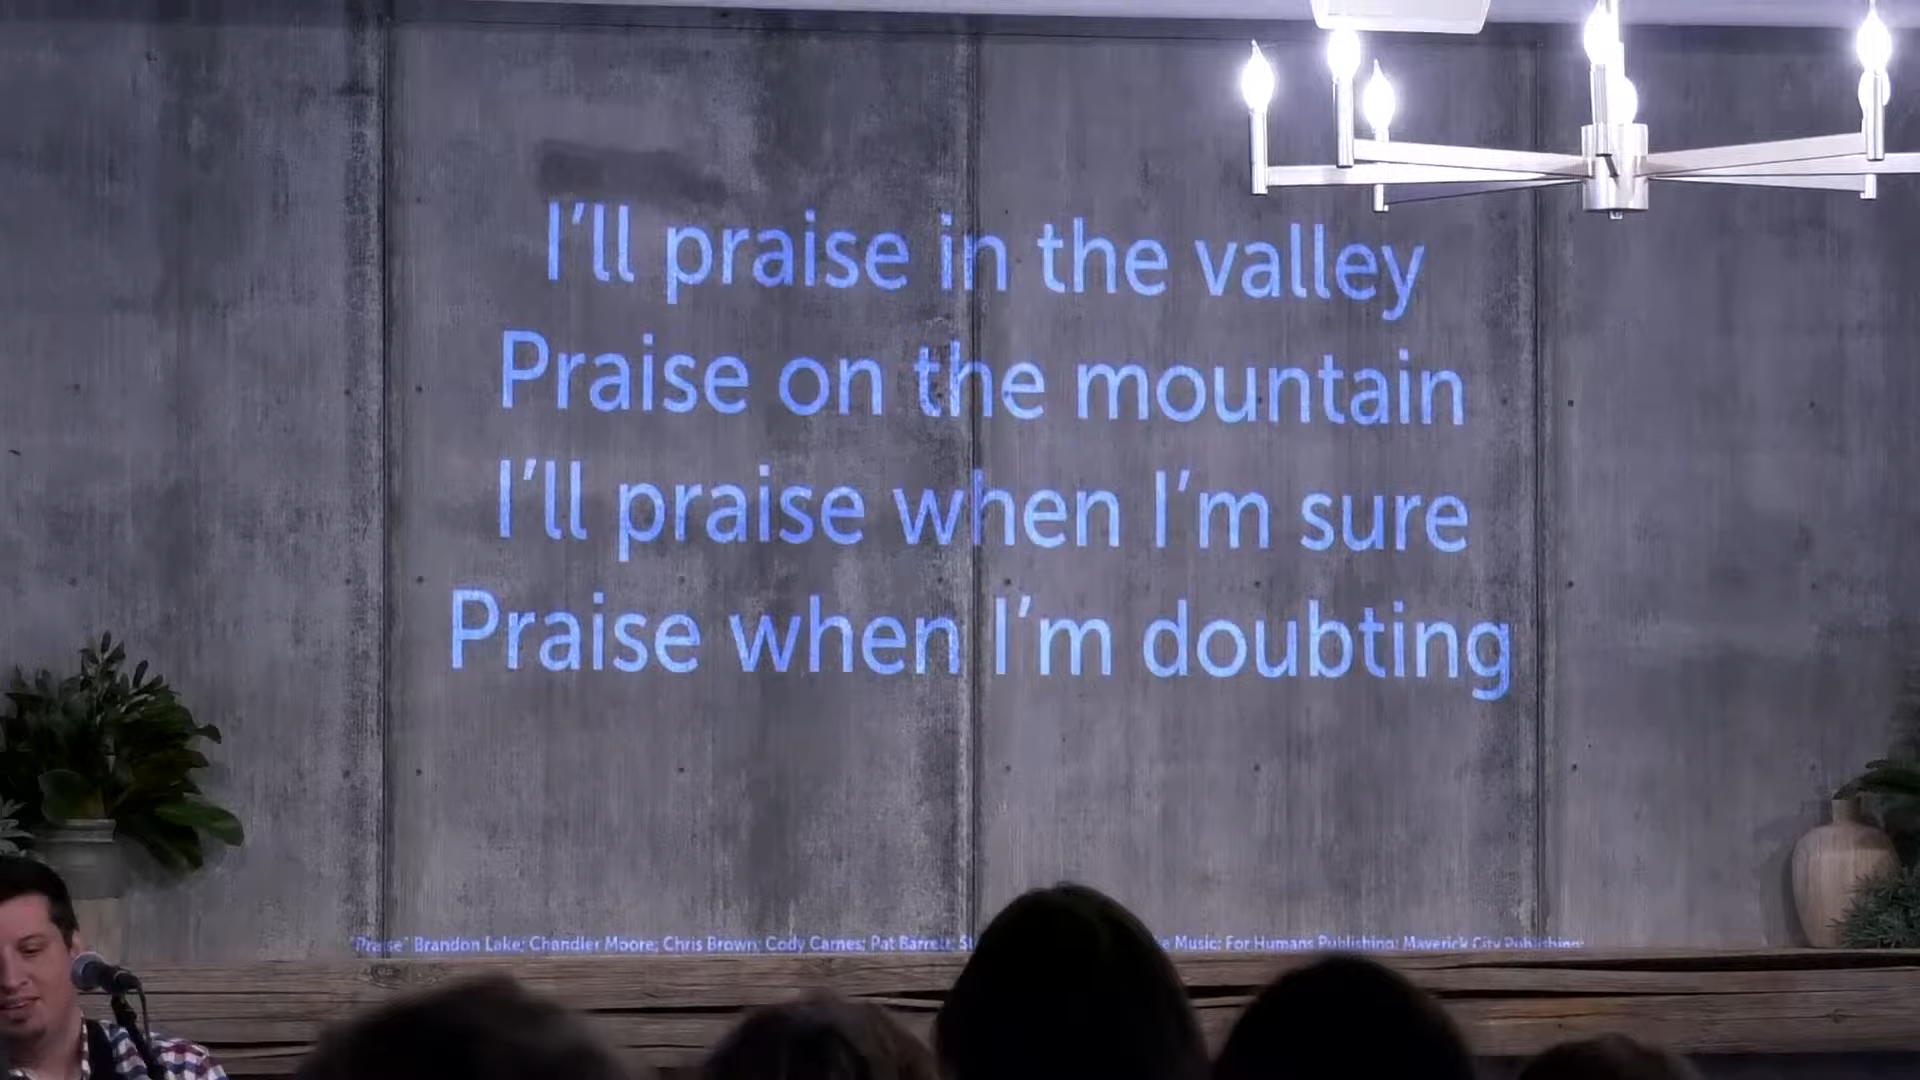 I'll praise in the valley
Praise on the mountain
I'll praise when I'm sure
Praise when I'm doubting
"Praise" Brandon Lake; Chandler Moore; Chris Brown; Cody Carnes; Pat Barrett; Music; For Humans Publishing; Maverick City Publishing;